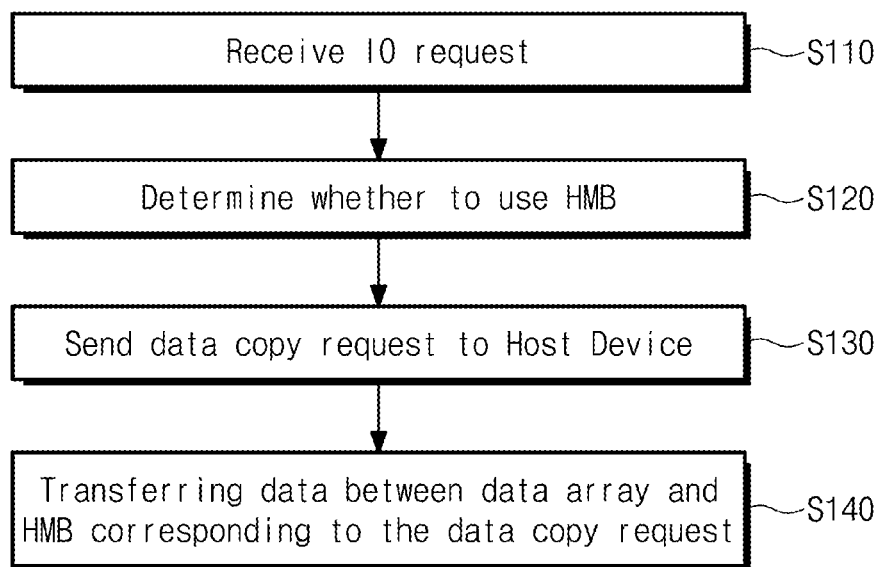 Receive IO request
S110
Determine whether to use HMB
S120
Send data copy request to Host Device
S130
Transferring data between data array and
HMB corresponding to the data copy request
S140